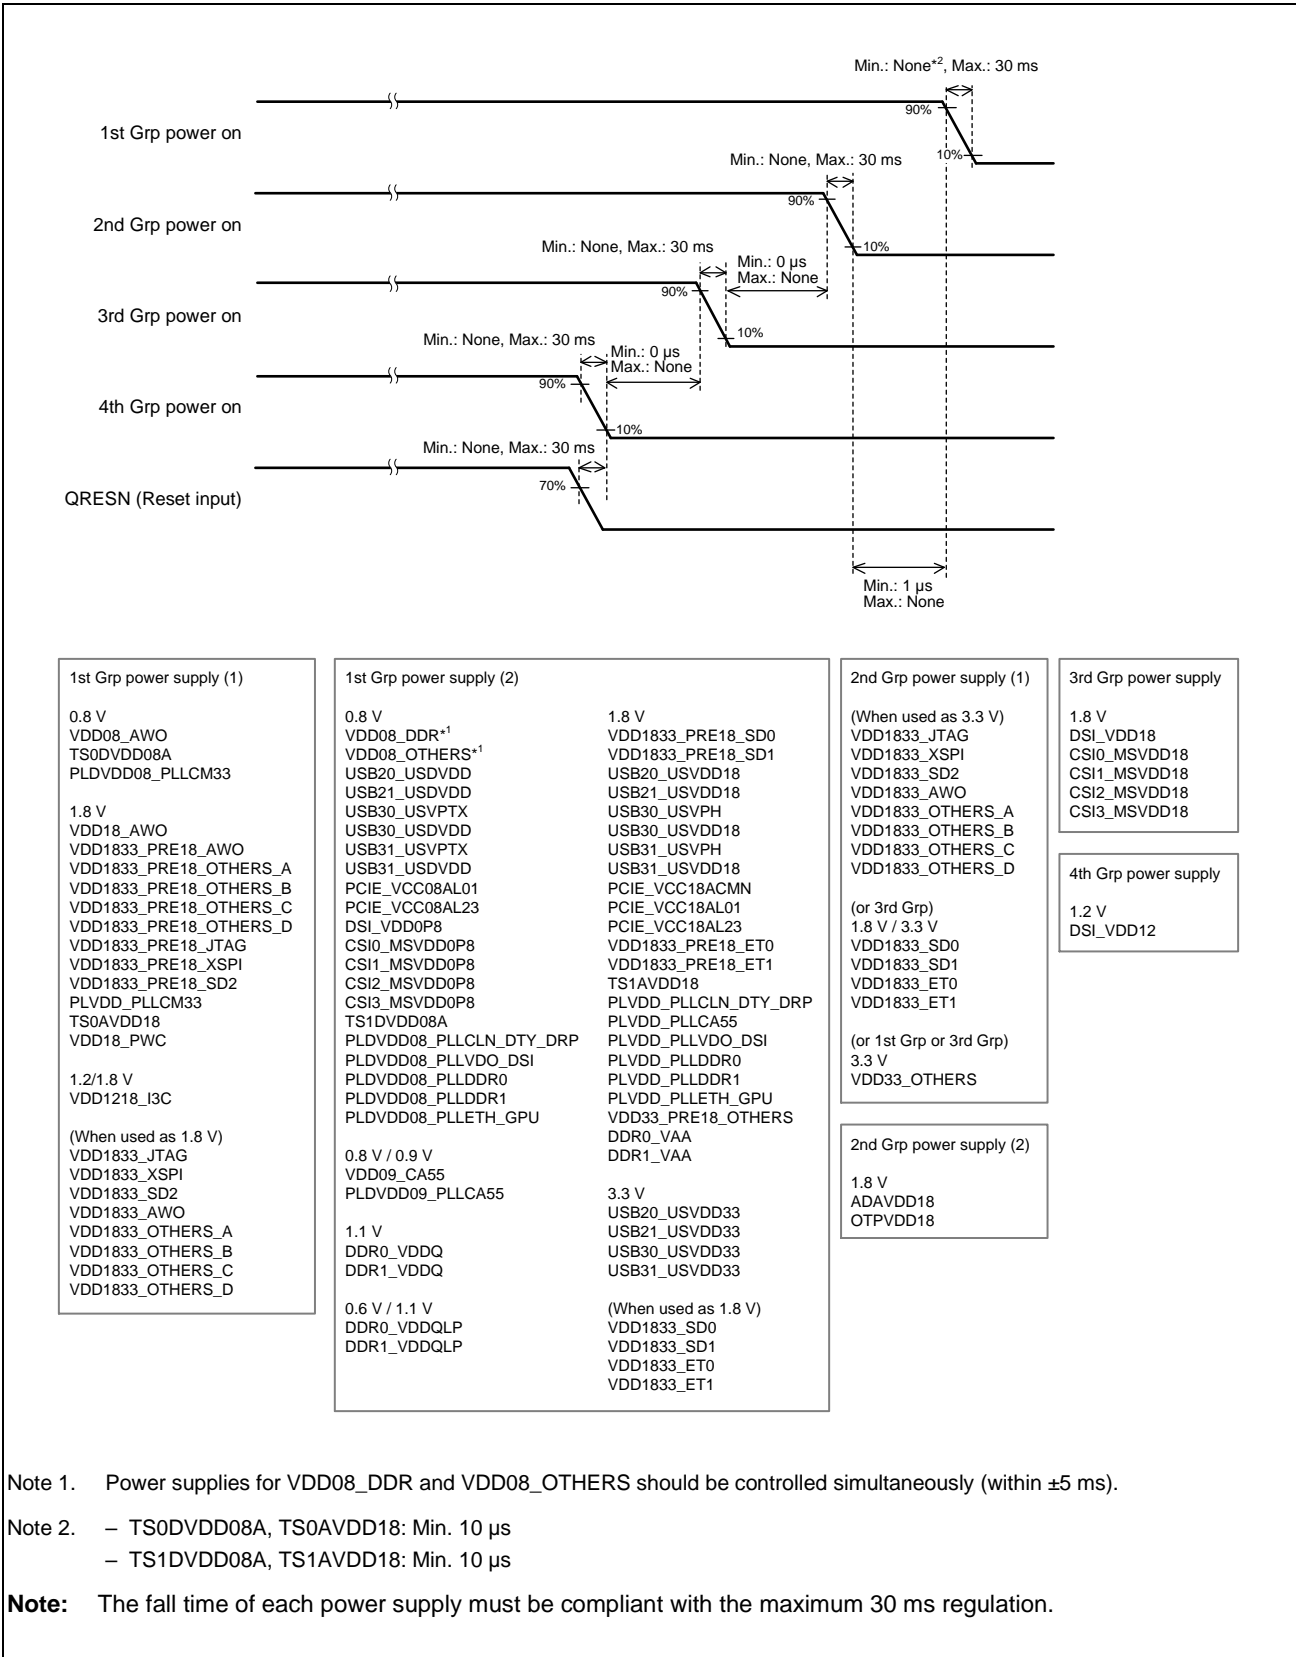 Min.: None*2, Max.: 30 ms
90%
1st Grp power on
10%
Min.: None, Max.: 30 ms
90%
2nd Grp power on
10%
Min.: None, Max.: 30 ms
Min.: 0 µs
Max.: None
90%
3rd Grp power on
10%
Min.: None, Max.: 30 ms
Min.: 0 µs
Max.: None
90%
4th Grp power on
10%
Min.: None, Max.: 30 ms
70%
QRESN (Reset input)
Min.: 1 µs
Max.: None
1st Grp power supply (1)
0.8 V
VDD08_AWO
TS0DVDD08A
PLDVDD08_PLLCM33
1.8 V
VDD18_AWO
VDD1833_PRE18_AWO
VDD1833_PRE18_OTHERS_A
VDD1833_PRE18_OTHERS_B
VDD1833_PRE18_OTHERS_C
VDD1833_PRE18_OTHERS_D
VDD1833_PRE18_JTAG
VDD1833_PRE18_XSPI
VDD1833_PRE18_SD2
PLVDD_PLLCM33
TS0AVDD18
VDD18_PWC
1.2/1.8 V
VDD1218_I3C
(When used as 1.8 V)
VDD1833_JTAG
VDD1833_XSPI
VDD1833_SD2
VDD1833_AWO
VDD1833_OTHERS_A
VDD1833_OTHERS_B
VDD1833_OTHERS_C
VDD1833_OTHERS_D
1st Grp power supply (2)
0.8 V
VDD08_DDR*1
VDD08_OTHERS*1
USB20_USDVDD
USB21_USDVDD
USB30_USVPTX
USB30_USDVDD
USB31_USVPTX
USB31_USDVDD
PCIE_VCC08AL01
PCIE_VCC08AL23
DSI_VDD0P8
CSI0_MSVDD0P8
CSI1_MSVDD0P8
CSI2_MSVDD0P8
CSI3_MSVDD0P8
TS1DVDD08A
PLDVDD08_PLLCLN_DTY_DRP
PLDVDD08_PLLVDO_DSI
PLDVDD08_PLLDDR0
PLDVDD08_PLLDDR1
PLDVDD08_PLLETH_GPU
0.8 V / 0.9 V
VDD09_CA55
PLDVDD09_PLLCA55
1.1 V
DDR0_VDDQ
DDR1_VDDQ
0.6 V / 1.1 V
DDR0_VDDQLP
DDR1_VDDQLP
1.8 V
VDD1833_PRE18_SD0
VDD1833_PRE18_SD1
USB20_USVDD18
USB21_USVDD18
USB30_USVPH
USB30_USVDD18
USB31_USVPH
USB31_USVDD18
PCIE_VCC18ACMN
PCIE_VCC18AL01
PCIE_VCC18AL23
VDD1833_PRE18_ET0
VDD1833_PRE18_ET1
TS1AVDD18
PLVDD_PLLCLN_DTY_DRP
PLVDD_PLLCA55
PLVDD_PLLVDO_DSI
PLVDD_PLLDDR0
PLVDD_PLLDDR1
PLVDD_PLLETH_GPU
VDD33_PRE18_OTHERS
DDR0_VAA
DDR1_VAA
3.3 V
USB20_USVDD33
USB21_USVDD33
USB30_USVDD33
USB31_USVDD33
(When used as 1.8 V)
VDD1833_SD0
VDD1833_SD1
VDD1833_ET0
VDD1833_ET1
2nd Grp power supply (1)
(When used as 3.3 V)
VDD1833_JTAG
VDD1833_XSPI
VDD1833_SD2
VDD1833_AWO
VDD1833_OTHERS_A
VDD1833_OTHERS_B
VDD1833_OTHERS_C
VDD1833_OTHERS_D
(or 3rd Grp)
1.8 V / 3.3 V
VDD1833_SD0
VDD1833_SD1
VDD1833_ET0
VDD1833_ET1
(or 1st Grp or 3rd Grp)
3.3 V
VDD33_OTHERS
2nd Grp power supply (2)
1.8 V
ADAVDD18
OTPVDD18
3rd Grp power supply
1.8 V
DSI_VDD18
CSI0_MSVDD18
CSI1_MSVDD18
CSI2_MSVDD18
CSI3_MSVDD18
4th Grp power supply
1.2 V
DSI_VDD12
Note 1. Power supplies for VDD08_DDR and VDD08_OTHERS should be controlled simultaneously (within ±5 ms).
Note 2. – TS0DVDD08A, TS0AVDD18: Min. 10 µs
– TS1DVDD08A, TS1AVDD18: Min. 10 µs
Note: The fall time of each power supply must be compliant with the maximum 30 ms regulation.